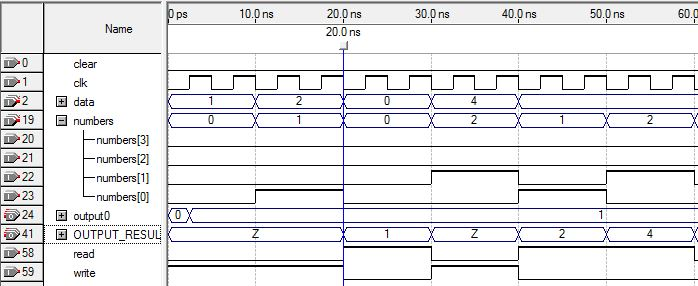 0 ps 10.0 ns 20.0 ns 30.0 ns 40.0 ns 50.0 ns 60.0
Name
20.0 ns
0 clear
1 clk
2 data 1 2 0 4
19 numbers 0 1 0 2 1 2
20 numbers[3]
21 numbers[2]
22 numbers[1]
23 numbers[0]
24 output0 0 1
41 OUTPUT_RESUL Z 1 Z 2 4
58 read
59 write